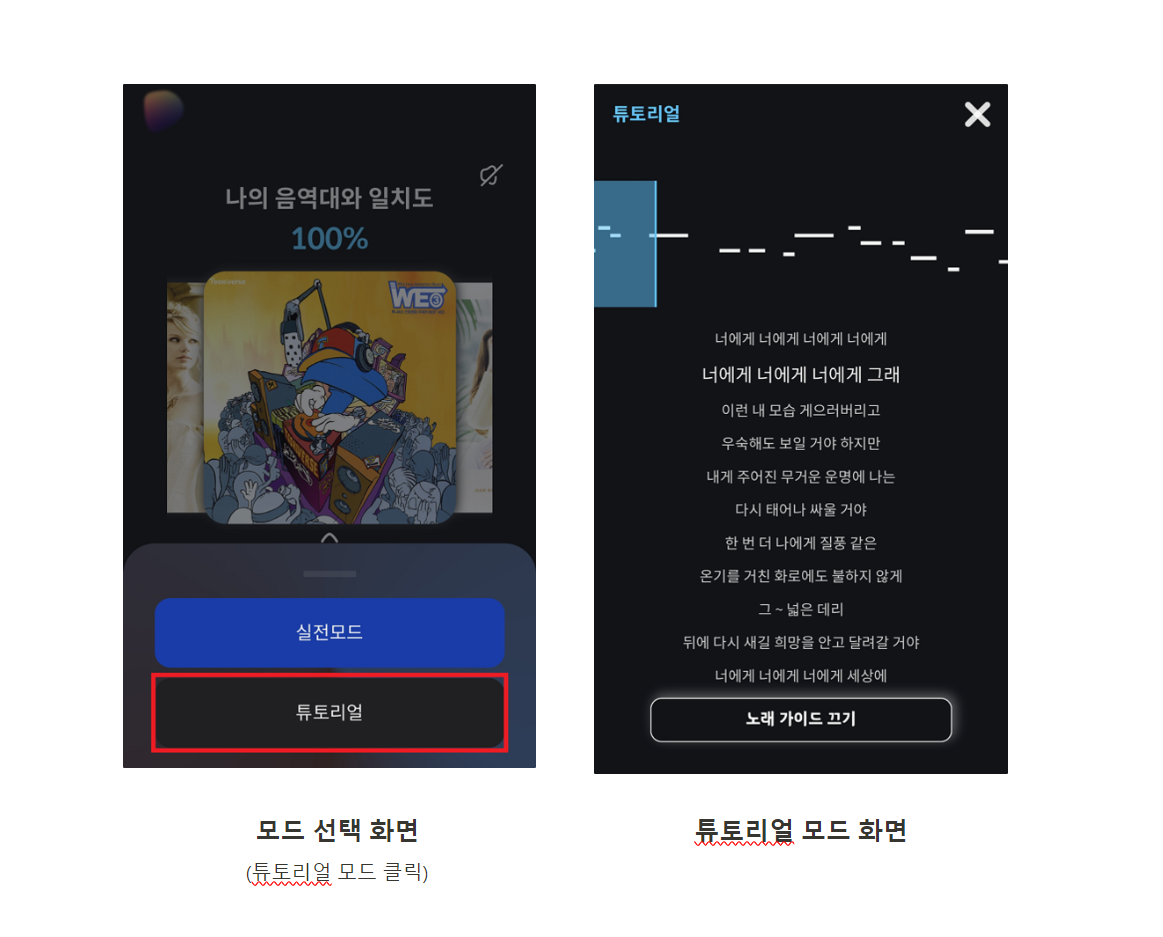 나의 음역대와 일치도
100%
WE3
실전모드
튜토리얼
모드 선택 화면
(튜토리얼 모드 클릭)
튜토리얼
너에게 너에게 너에게 너에게
너에게 너에게 너에게 그래
이런 내 모습 게으러버리고
우숙해도 보일 거야 하지만
내게 주어진 무거운 운명에 나는
다시 태어나 싸울 거야
한 번 더 나에게 질풍 같은
온기를 거친 화로에도 불하지 않게
그 ~ 넓은 데리
뒤에 다시 새길 희망을 안고 달려갈 거야
너에게 너에게 너에게 세상에
노래 가이드 끄기
튜토리얼 모드 화면